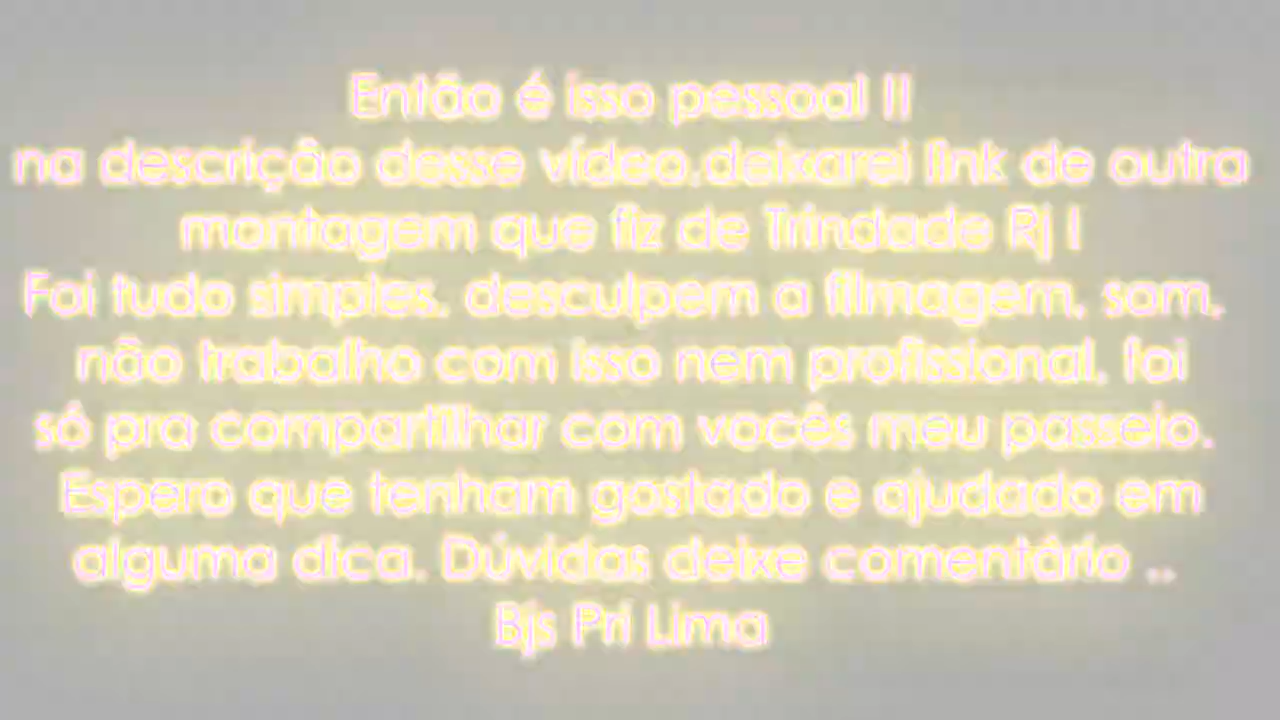 Então é isso pessoal !!
na descrição desse vídeo,deixarei link de outra
montagem que fiz de Trindade Rj !
Foi tudo simples, desculpem a filmagem, som,
não trabalho com isso nem profissional, foi
só pra compartilhar com vocês meu passeio.
Espero que tenham gostado e ajudado em
alguma dica. Dúvidas deixe comentário ..
Bjs Pri Lima